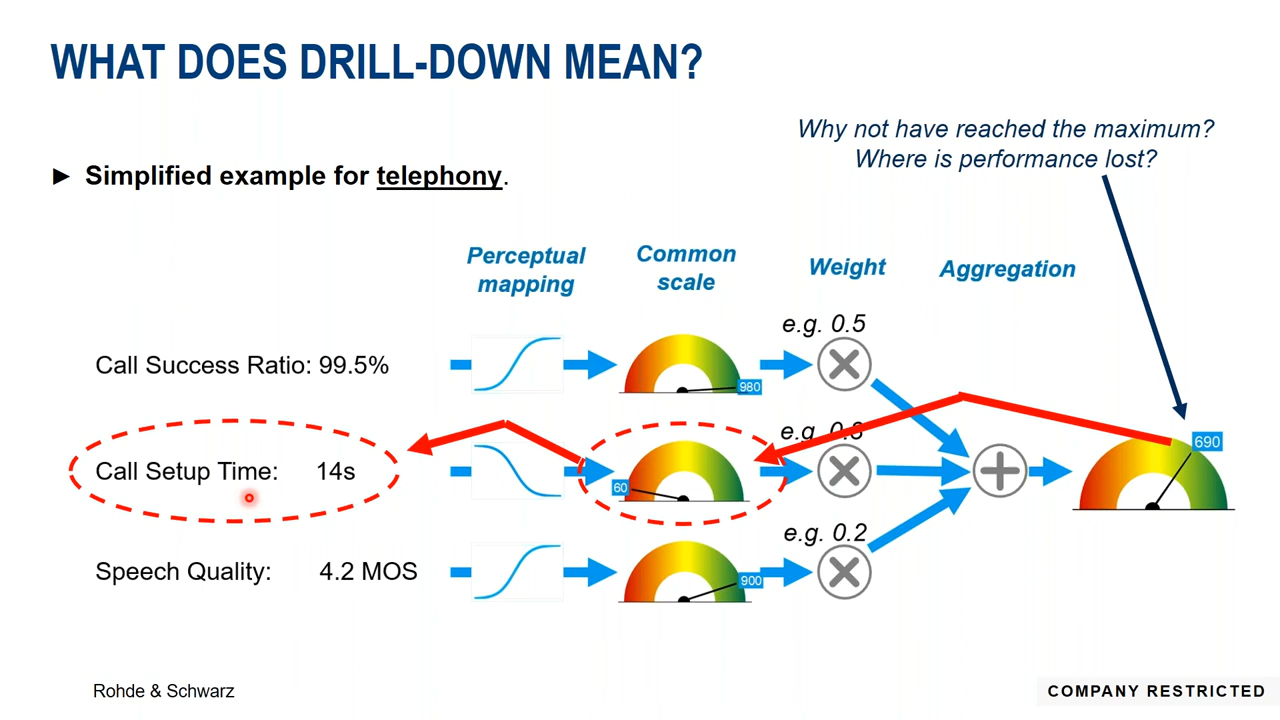 WHAT DOES DRILL-DOWN MEAN?
Why not have reached the maximum?
Where is performance lost?
► Simplified example for telephony.
Perceptual mapping
Common scale
Weight
Aggregation
e.g. 0.5
Call Success Ratio: 99.5%
980
e.g. 0.3
690
Call Setup Time: 14s
60
e.g. 0.2
Speech Quality: 4.2 MOS
900
Rohde & Schwarz
COMPANY RESTRICTED